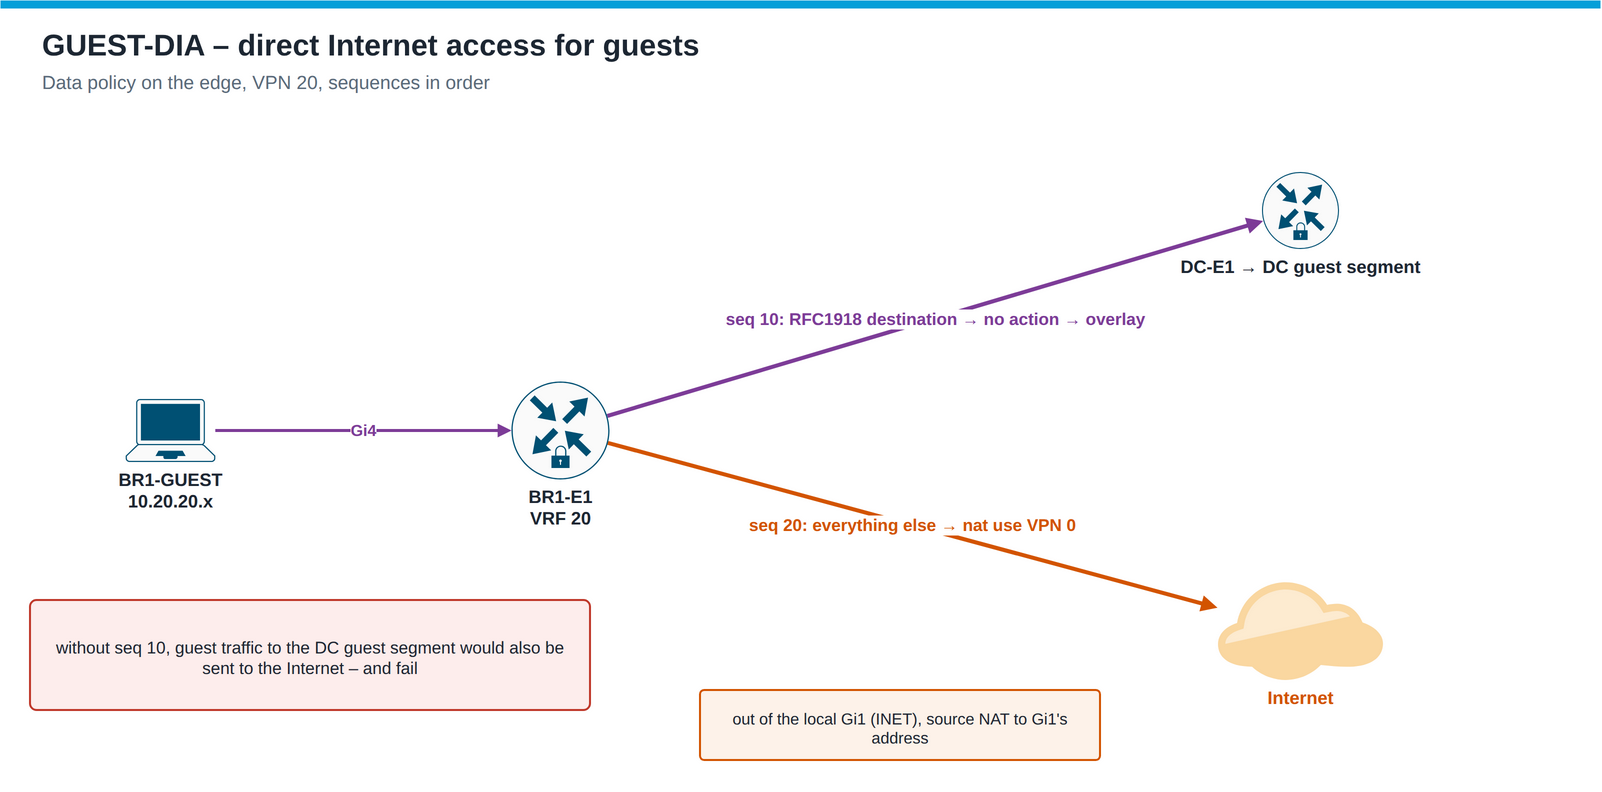 GUEST-DIA – direct Internet access for guests
Data policy on the edge, VPN 20, sequences in order
DC-E1 → DC guest segment
seq 10: RFC1918 destination → no action → overlay
Gi4
BR1-GUEST
10.20.20.x
BR1-E1
VRF 20
seq 20: everything else → nat use VPN 0
without seq 10, guest traffic to the DC guest segment would also be
sent to the Internet – and fail
Internet
out of the local Gi1 (INET), source NAT to Gi1's
address